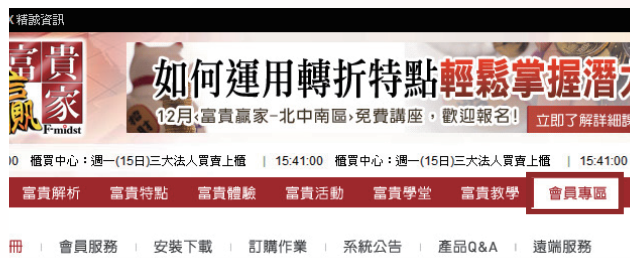 精誠資訊
富貴
贏家
F-midst
如何運用轉折特點輕鬆掌握潛
12月<富貴贏家-北中南區>免費講座，歡迎報名!
立即了解詳細
00 櫃買中心：週一(15日)三大法人買賣上櫃 | 15:41:00 櫃買中心：週一(15日)三大法人買賣上櫃 | 15:41:00
富貴解析 富貴特點 富貴體驗 富貴活動 富貴學堂 富貴教學 會員專區
冊 | 會員服務 | 安裝下載 | 訂購作業 | 系統公告 | 產品Q&A | 遠端服務